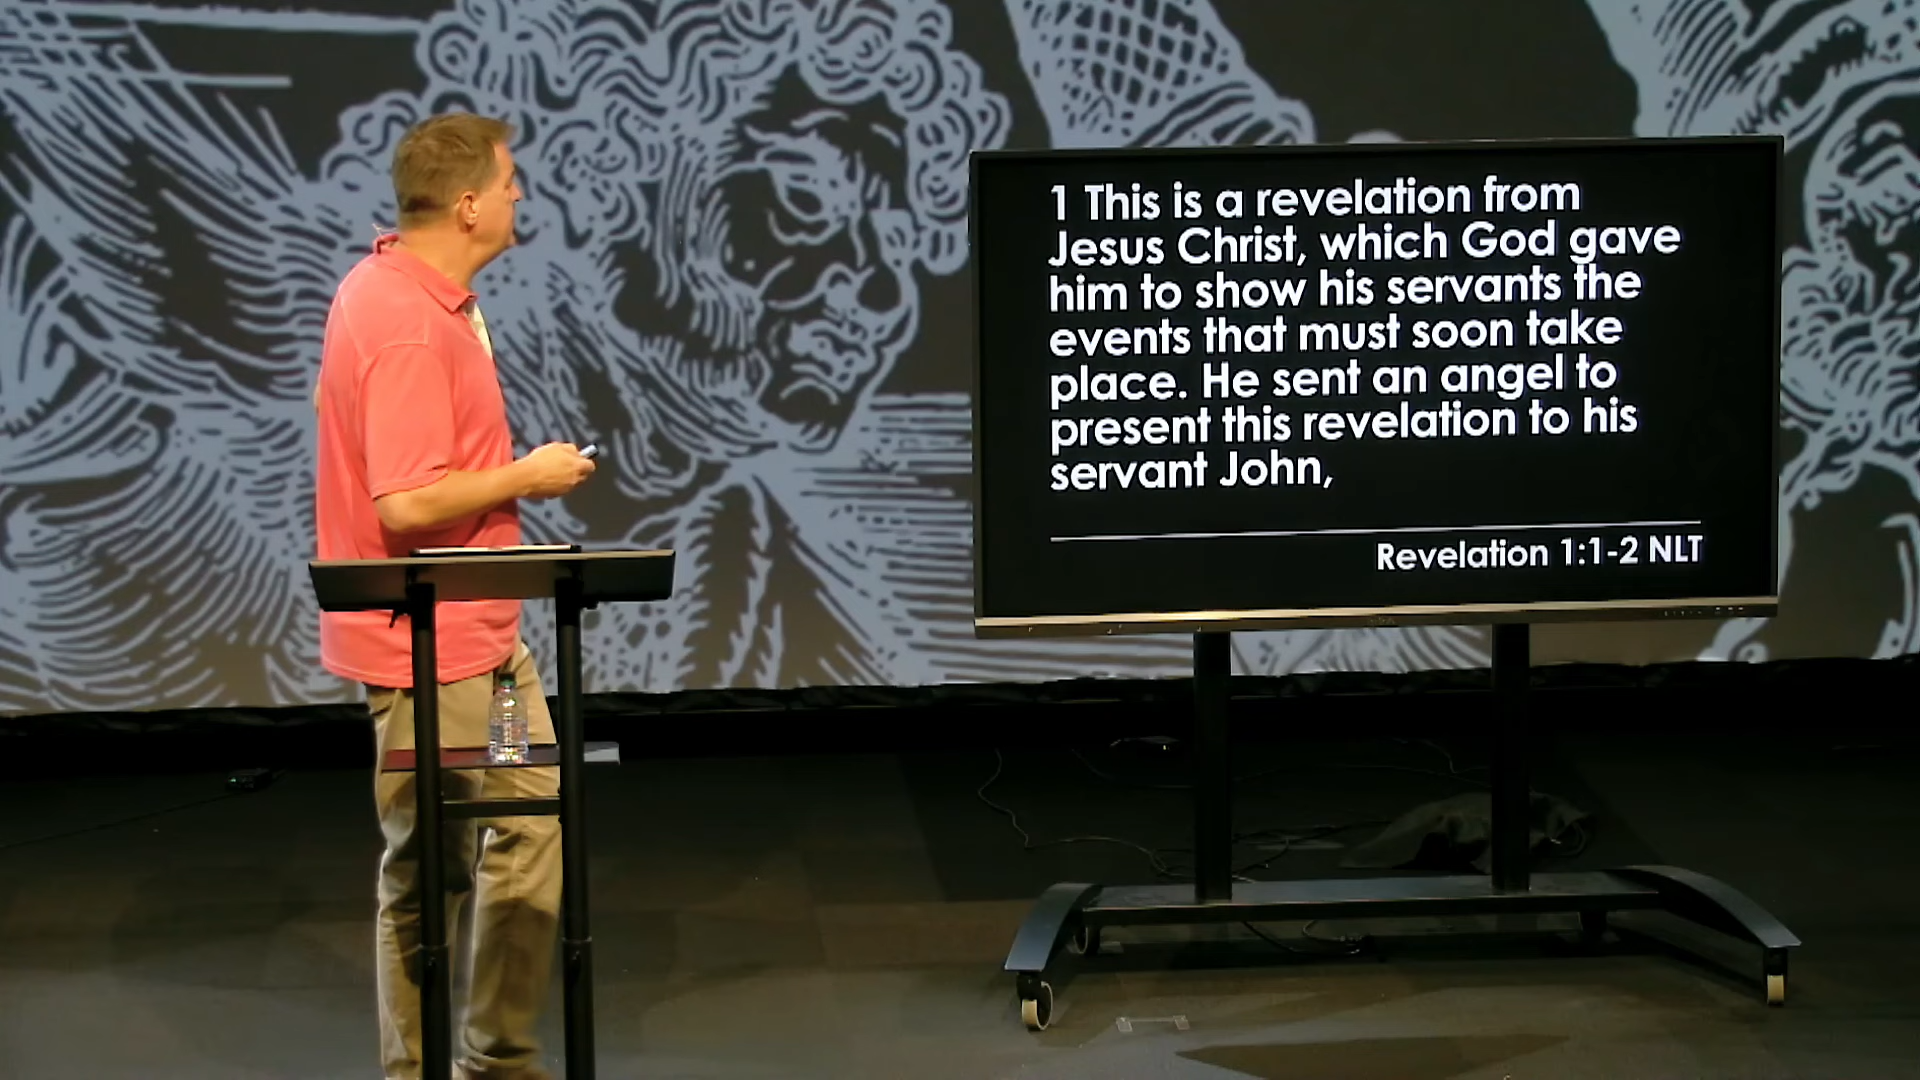 1 This is a revelation from
Jesus Christ, which God gave
him to show his servants the
events that must soon take
place. He sent an angel to
present this revelation to his
servant John,
Revelation 1:1-2 NLT